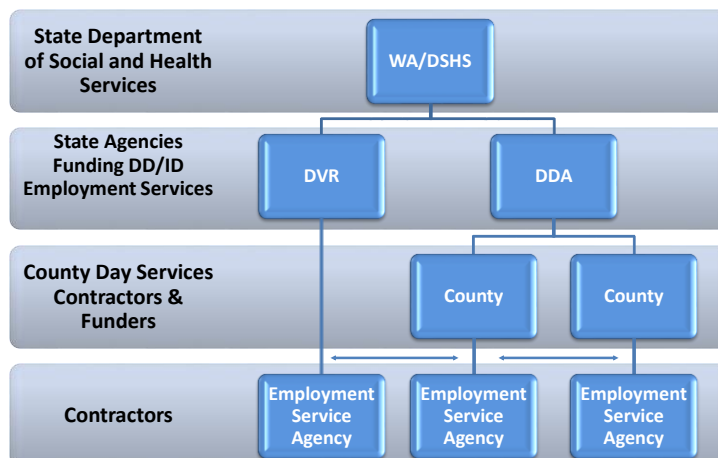 State Department
of Social and Health
Services
WA/DSHS
State Agencies
Funding DD/ID
Employment Services
DVR
DDA
County Day Services
Contractors &
Funders
County
County
Contractors
Employment
Service
Agency
Employment
Service
Agency
Employment
Service
Agency